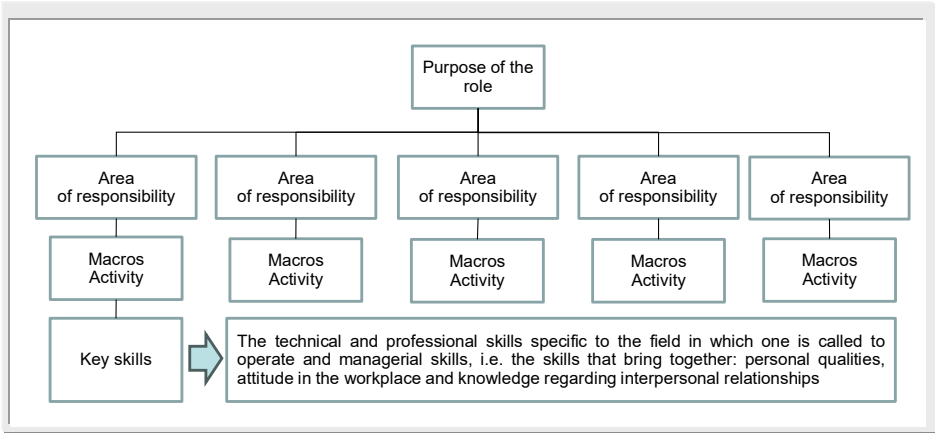 Purpose of the
role
Area
of responsibility
Area
of responsibility
Area
of responsibility
Area
of responsibility
Area
of responsibility
Macros
Activity
Macros
Activity
Macros
Activity
Macros
Activity
Macros
Activity
Key skills
The technical and professional skills specific to the field in which one is called to
operate and managerial skills, i.e. the skills that bring together: personal qualities,
attitude in the workplace and knowledge regarding interpersonal relationships